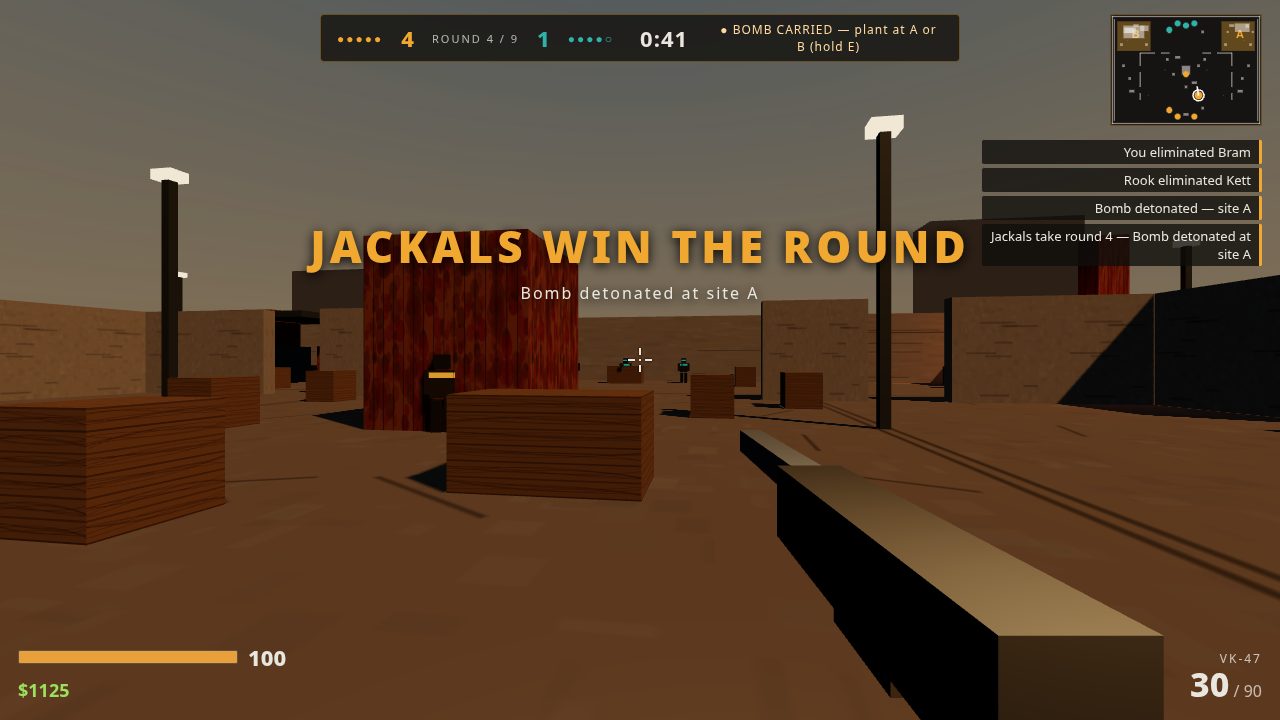 4 ROUND 4 / 9 1 0:41 ● BOMB CARRIED — plant at A or
B (hold E)
B A
You eliminated Bram
Rook eliminated Kett
Bomb detonated — site A
Jackals take round 4 — Bomb detonated at
site A
JACKALS WIN THE ROUND
Bomb detonated at site A
100
$1125
VK-47
30 / 90